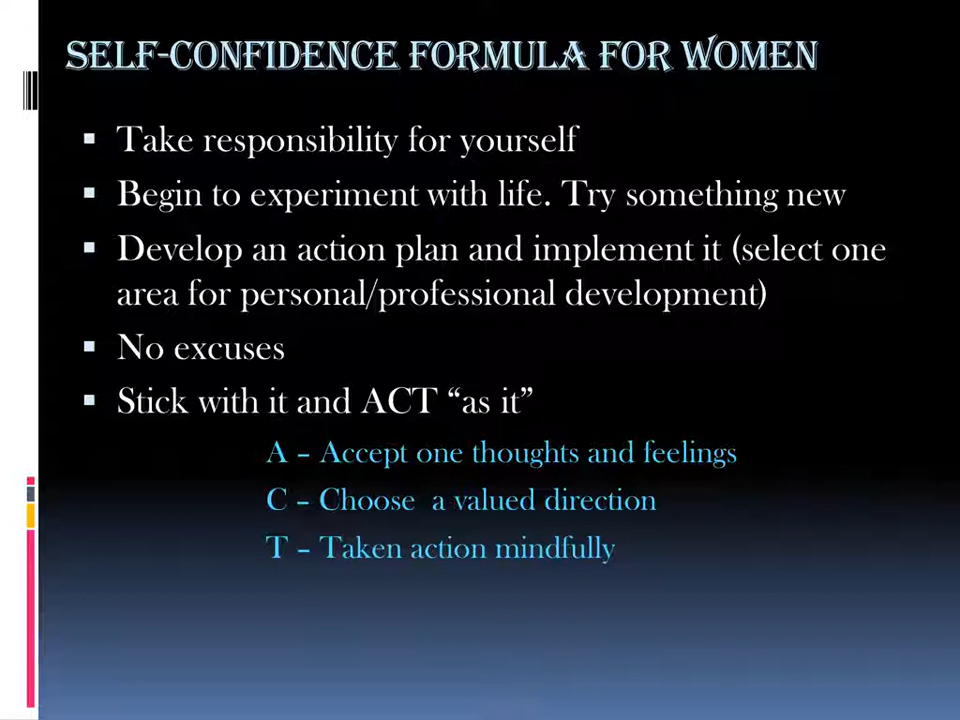 SELF-CONFIDENCE FORMULA FOR WOMEN
▪ Take responsibility for yourself
▪ Begin to experiment with life. Try something new
▪ Develop an action plan and implement it (select one
area for personal/professional development)
▪ No excuses
▪ Stick with it and ACT “as it”
A – Accept one thoughts and feelings
C – Choose a valued direction
T – Taken action mindfully